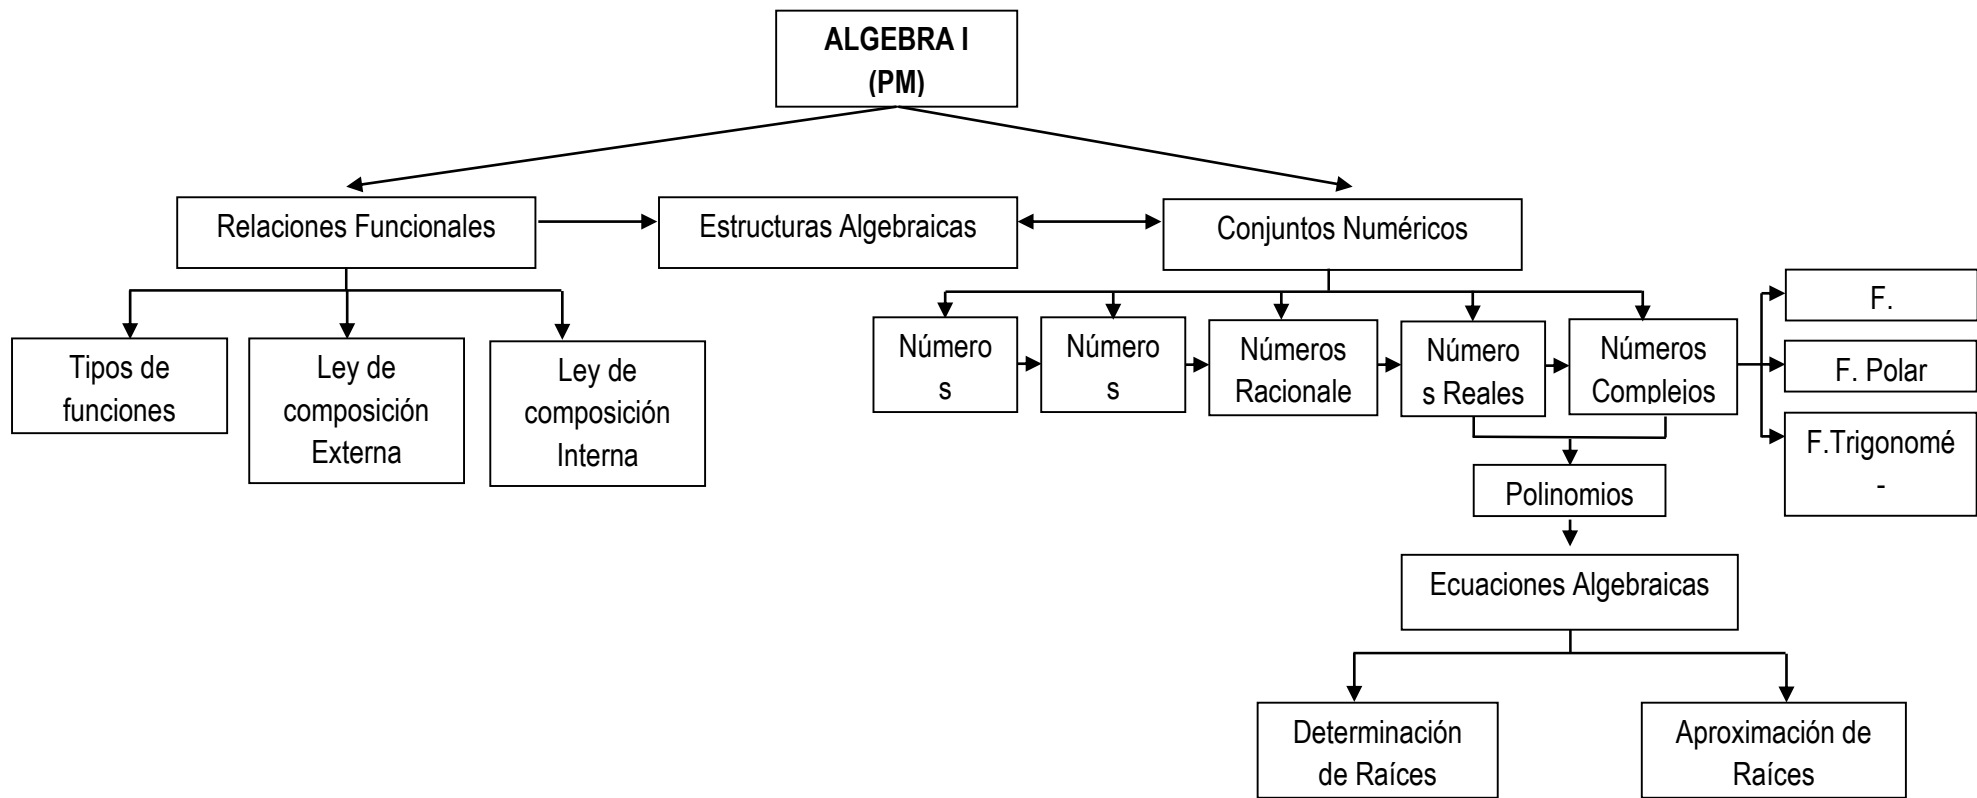 ALGEBRA I
(PM)
Relaciones Funcionales
Estructuras Algebraicas
Conjuntos Numéricos
Tipos de
funciones
Ley de
composición
Externa
Ley de
composición
Interna
Número
s
Número
s
Números
Racionale
Número
s Reales
Números
Complejos
F.
F. Polar
F.Trigonomé
-
Polinomios
Ecuaciones Algebraicas
Determinación
de Raíces
Aproximación de
Raíces